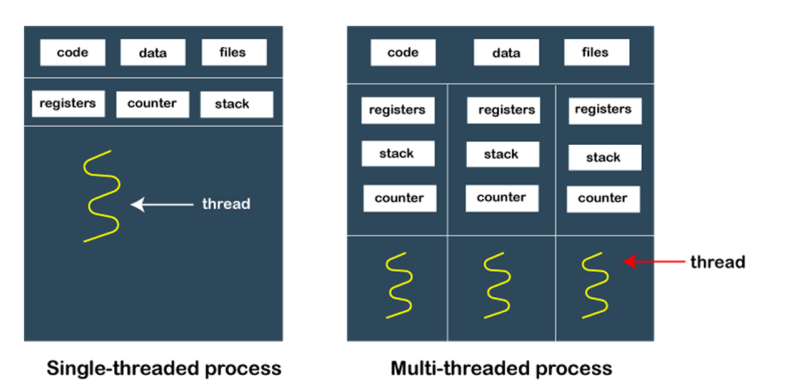 code data files
registers counter stack
thread
Single-threaded process
code data files
registers registers registers
stack stack stack
counter counter counter
thread
Multi-threaded process